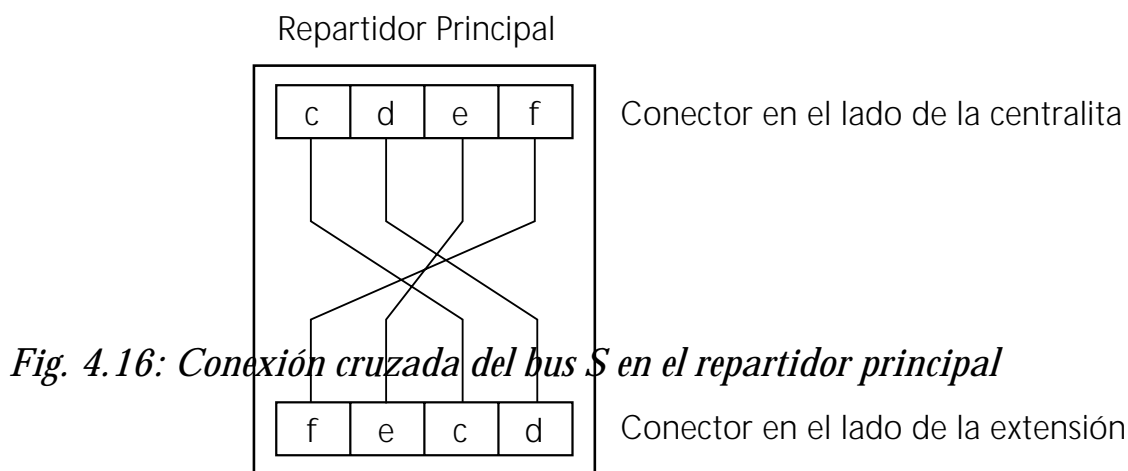 Repartidor Principal
c d e f Conector en el lado de la centralita
Fig. 4.16: Conexión cruzada del bus S en el repartidor principal
f e c d Conector en el lado de la extensión